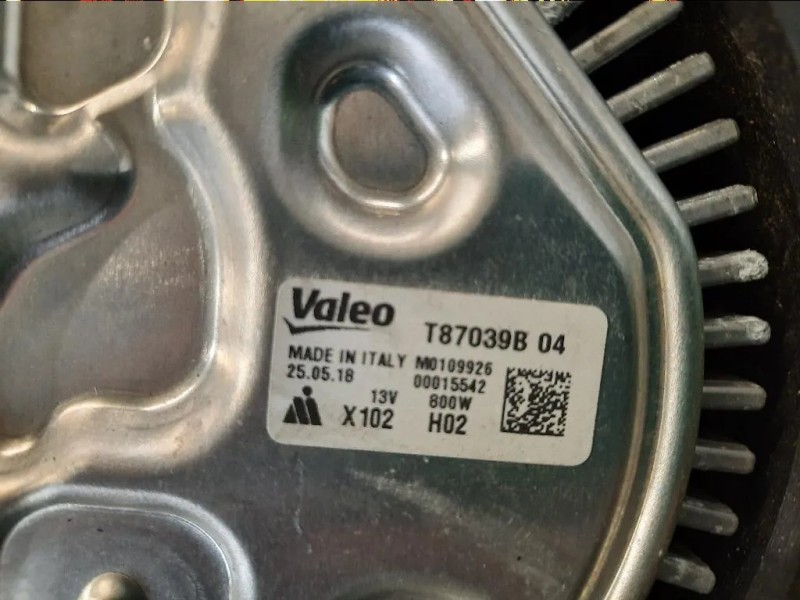 Valeo T87039B 04
MADE IN ITALY M0109926
25.05.18 00015542
13V 800W
X102 H02